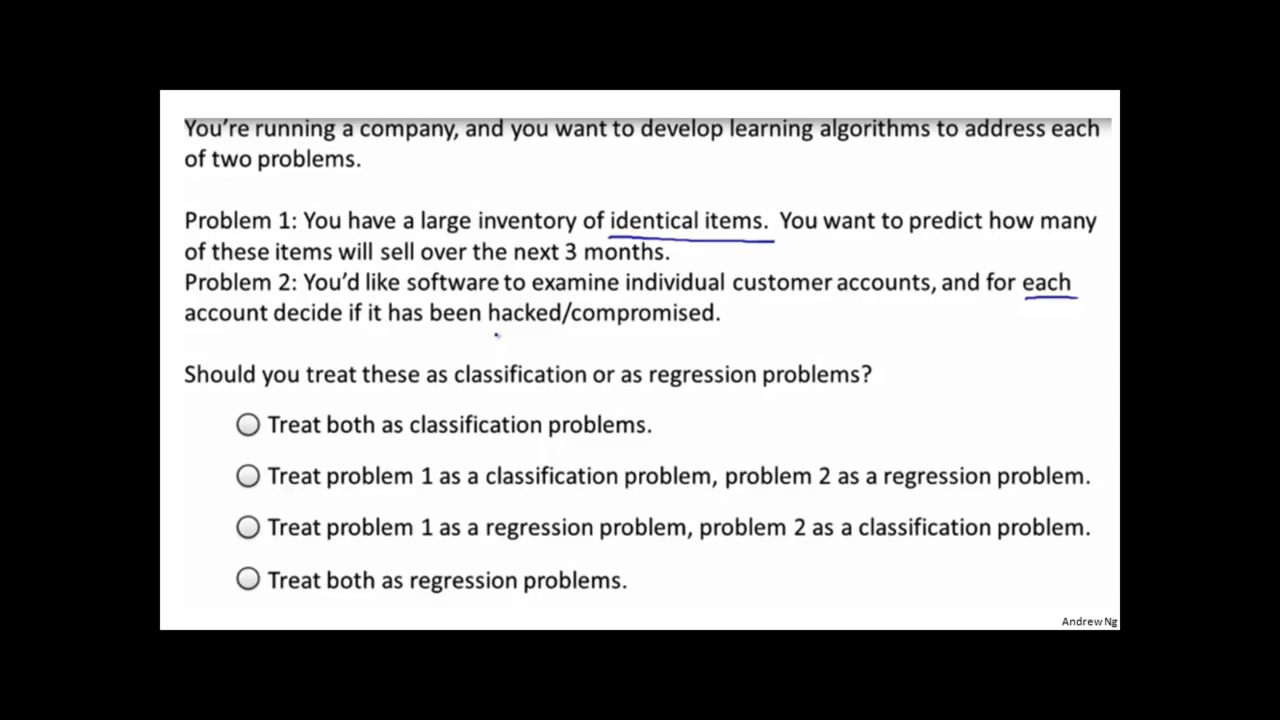 You're running a company, and you want to develop learning algorithms to address each
of two problems.
Problem 1: You have a large inventory of identical items. You want to predict how many
of these items will sell over the next 3 months.
Problem 2: You'd like software to examine individual customer accounts, and for each
account decide if it has been hacked/compromised.
Should you treat these as classification or as regression problems?
Treat both as classification problems.
Treat problem 1 as a classification problem, problem 2 as a regression problem.
Treat problem 1 as a regression problem, problem 2 as a classification problem.
Treat both as regression problems.
Andrew Ng